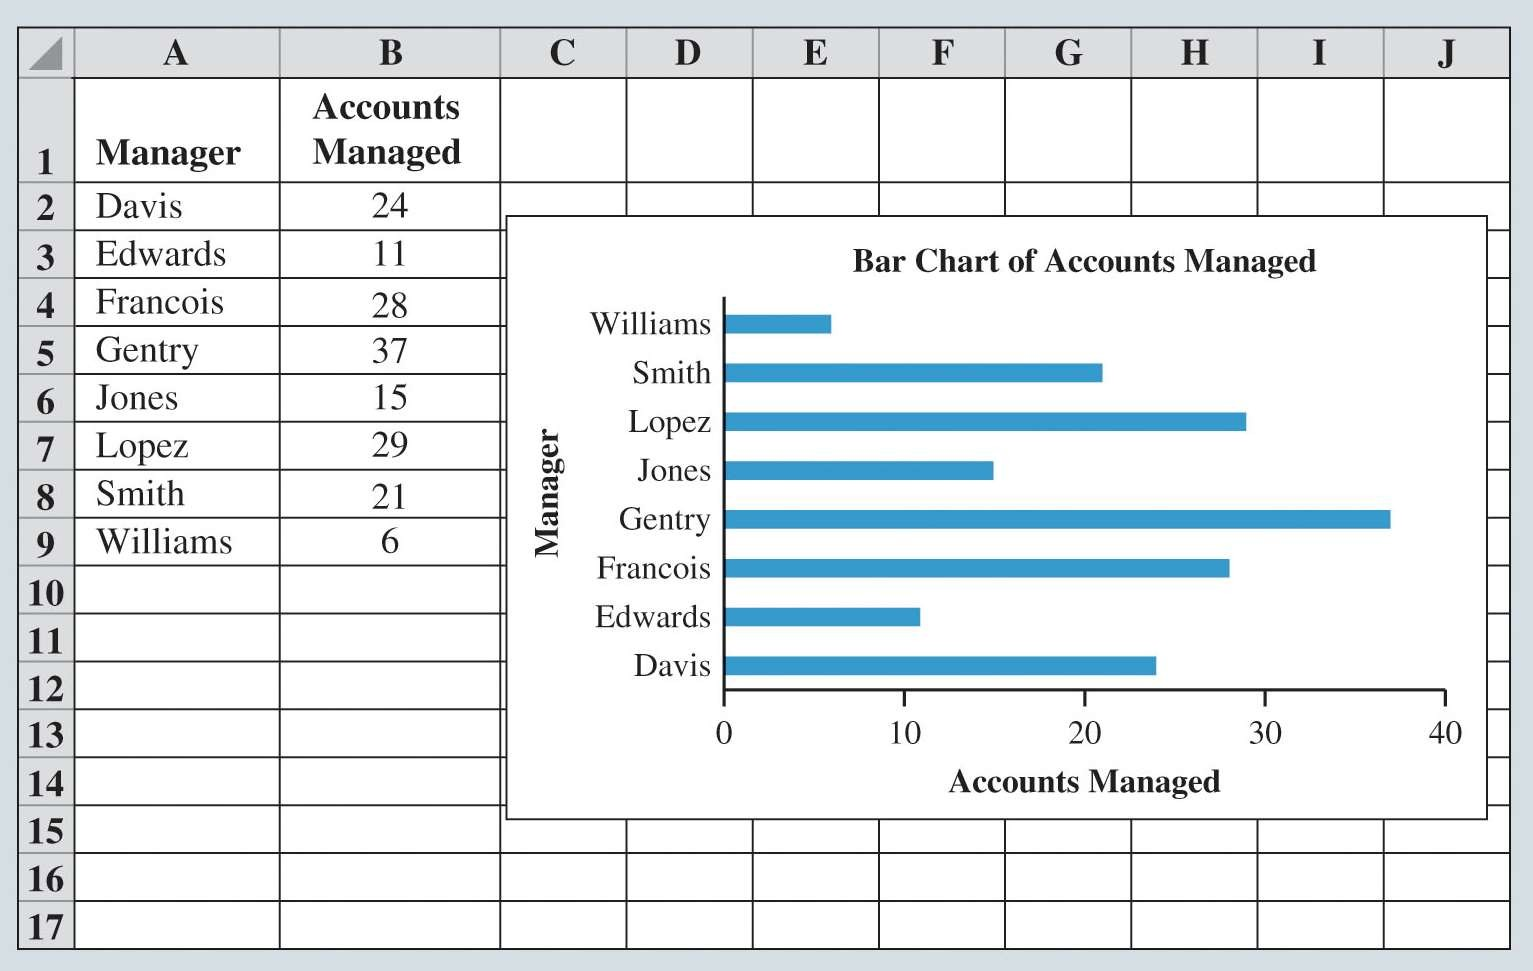 A B C D E F G H I J
1 Manager Accounts
Managed
2 Davis 24
3 Edwards 11
4 Francois 28
5 Gentry 37
6 Jones 15
7 Lopez 29
8 Smith 21
9 Williams 6
10
11
12
13
14
15
16
17
Bar Chart of Accounts Managed
Manager
Williams
Smith
Lopez
Jones
Gentry
Francois
Edwards
Davis
0 10 20 30 40
Accounts Managed